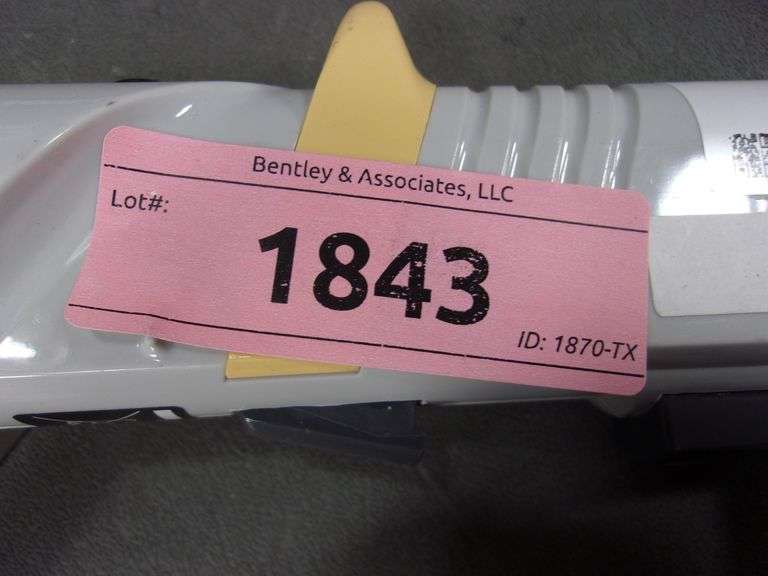 Bentley & Associates, LLC
Lot#:
1843
ID: 1870-TX